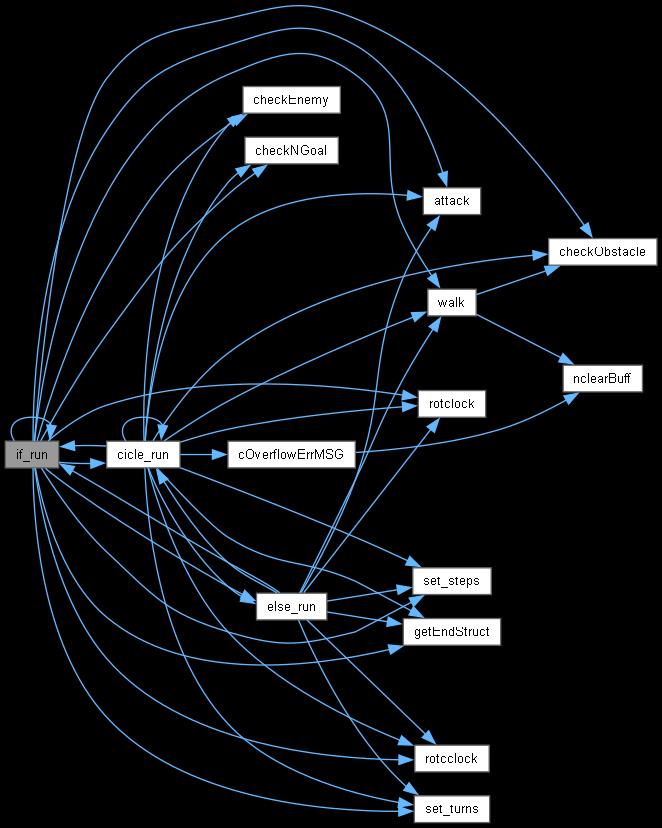 checkEnemy
checkNGoal
attack
checkObstacle
walk
nclearBuff
rotclock
if_run
cicle_run
cOverflowErrMSG
set_steps
else_run
getEndStruct
rotcclock
set_turns